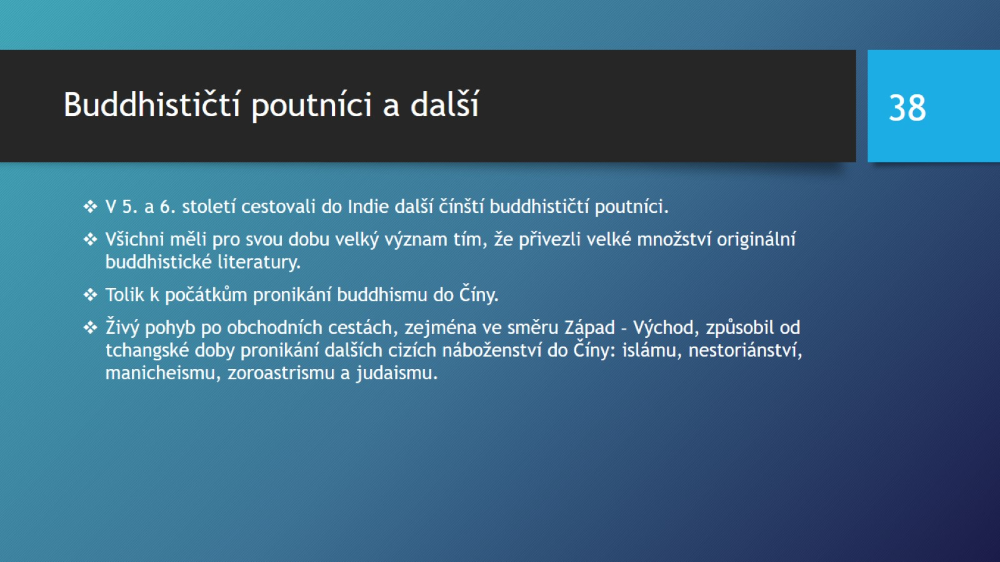 Buddhističtí poutníci a další
38
❖ V 5. a 6. století cestovali do Indie další čínští buddhističtí poutníci.
❖ Všichni měli pro svou dobu velký význam tím, že přivezli velké množství originální
buddhistické literatury.
❖ Tolik k počátkům pronikání buddhismu do Číny.
❖ Živý pohyb po obchodních cestách, zejména ve směru Západ - Východ, způsobil od
tchangské doby pronikání dalších cizích náboženství do Číny: islámu, nestoriánství,
manicheismu, zoroastrismu a judaismu.